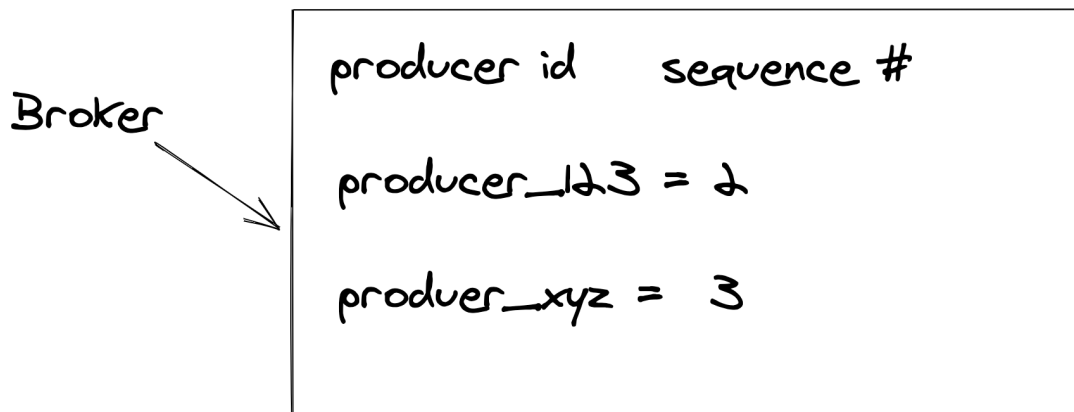 Broker
producer id sequence #
producer_123 = 2
produer_xyz = 3